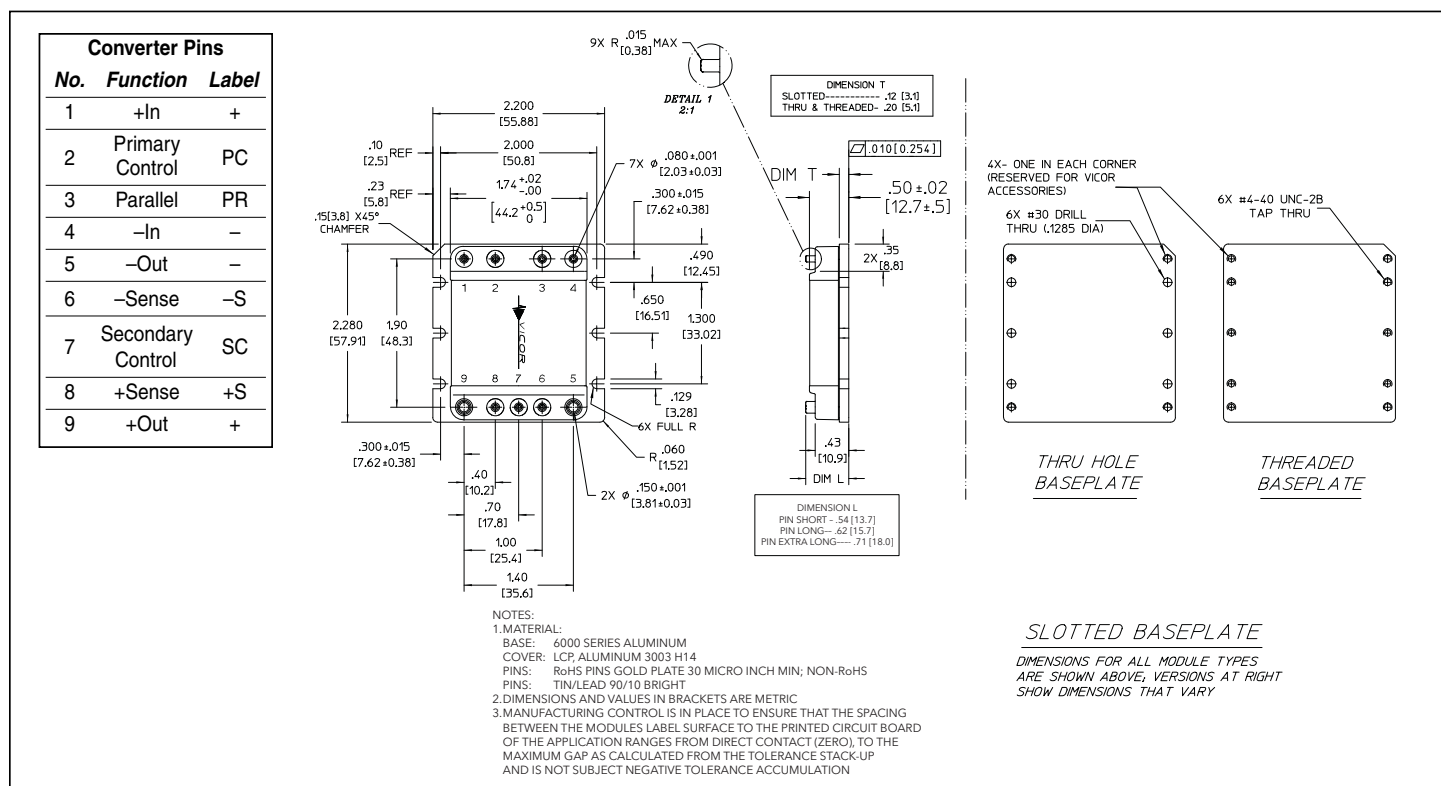 Converter Pins
No. Function Label
1 +In +
2 Primary Control PC
3 Parallel PR
4 –In –
5 –Out –
6 –Sense –S
7 Secondary Control SC
8 +Sense +S
9 +Out +
9X R .015 [0.38] MAX
DETAIL 1
2:1
DIMENSION T
SLOTTED----------- .12 [3.1]
THRU & THREADED- .20 [5.1]
2.200
[55.88]
.10
[2.5] REF
2.000
[50.8]
7X ø .080±.001
[2.03±0.03]
.23
[5.8] REF
1.74 +.02 -.00
[44.2 +0.5 0]
.300±.015
[7.62±0.38]
.15[3.8] X45°
CHAMFER
DIM T
.010[0.254]
.50±.02
[12.7±.5]
2X .35
[8.8]
.490
[12.45]
1 2 3 4
.650
[16.51]
1.300
[33.02]
2.280
[57.91]
1.90
[48.3]
VICOR
9 8 7 6 5
.129
[3.28]
6X FULL R
R .060
[1.52]
.300±.015
[7.62±0.38]
.40
[10.2]
2X ø .150±.001
[3.81±0.03]
.70
[17.8]
1.00
[25.4]
1.40
[35.6]
.43
[10.9]
DIM L
DIMENSION L
PIN SHORT - .54 [13.7]
PIN LONG-- .62 [15.7]
PIN EXTRA LONG---- .71 [18.0]
4X- ONE IN EACH CORNER
(RESERVED FOR VICOR
ACCESSORIES)
6X #30 DRILL
THRU (.1285 DIA)
6X #4-40 UNC-2B
TAP THRU
THRU HOLE
BASEPLATE
THREADED
BASEPLATE
NOTES:
1.MATERIAL:
BASE: 6000 SERIES ALUMINUM
COVER: LCP, ALUMINUM 3003 H14
PINS: RoHS PINS GOLD PLATE 30 MICRO INCH MIN; NON-RoHS
PINS: TIN/LEAD 90/10 BRIGHT
2.DIMENSIONS AND VALUES IN BRACKETS ARE METRIC
3.MANUFACTURING CONTROL IS IN PLACE TO ENSURE THAT THE SPACING
BETWEEN THE MODULES LABEL SURFACE TO THE PRINTED CIRCUIT BOARD
OF THE APPLICATION RANGES FROM DIRECT CONTACT (ZERO), TO THE
MAXIMUM GAP AS CALCULATED FROM THE TOLERANCE STACK-UP
AND IS NOT SUBJECT NEGATIVE TOLERANCE ACCUMULATION
SLOTTED BASEPLATE
DIMENSIONS FOR ALL MODULE TYPES
ARE SHOWN ABOVE; VERSIONS AT RIGHT
SHOW DIMENSIONS THAT VARY